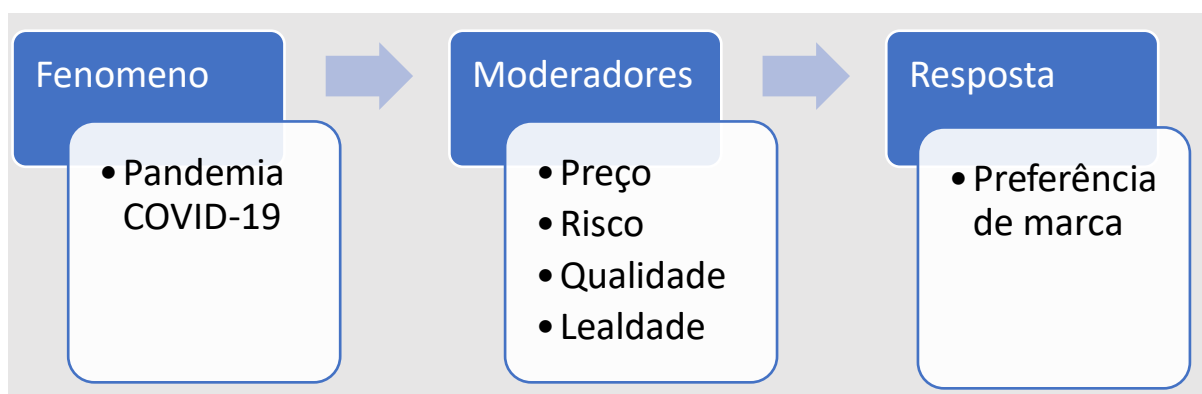 Fenomeno
• Pandemia
COVID-19
Moderadores
• Preço
• Risco
• Qualidade
• Lealdade
Resposta
• Preferência
de marca